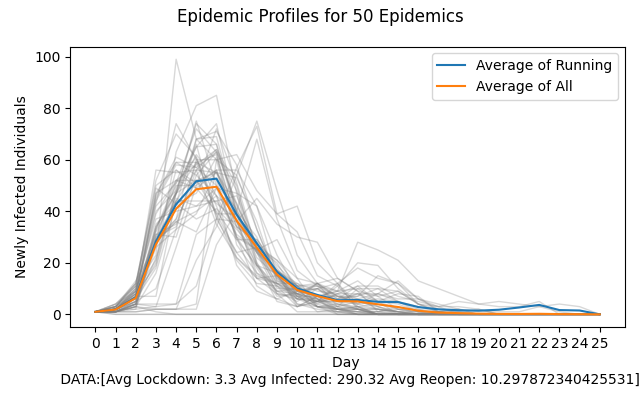 Epidemic Profiles for 50 Epidemics
100
80
60
40
20
0
Newly Infected Individuals
Average of Running
Average of All
0 1 2 3 4 5 6 7 8 9 10 11 12 13 14 15 16 17 18 19 20 21 22 23 24 25
Day
DATA:[Avg Lockdown: 3.3 Avg Infected: 290.32 Avg Reopen: 10.297872340425531]